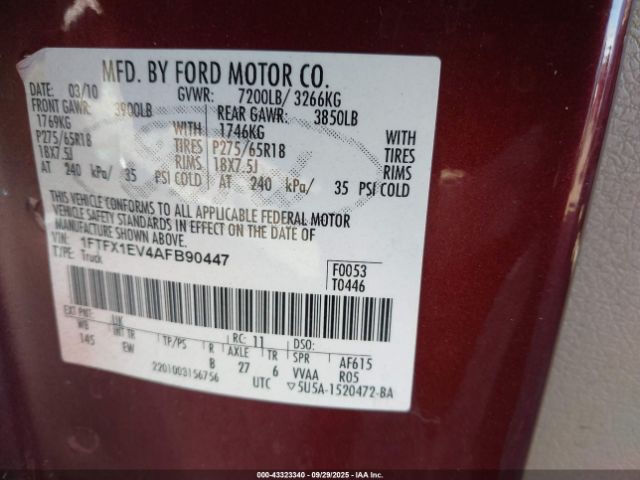 MFD. BY FORD MOTOR CO.
DATE: 03/10 GVWR: 7200LB/ 3266KG
FRONT GAWR: 3900LB REAR GAWR: 3850LB
1769KG WITH 1746KG WITH
P275/65R18 TIRES P275/65R18 TIRES
18X7.5J RIMS 18X7.5J RIMS
AT 240 kPa/ 35 PSI COLD AT 240 kPa/ 35 PSI COLD
THIS VEHICLE CONFORMS TO ALL APPLICABLE FEDERAL MOTOR
VEHICLE SAFETY STANDARDS IN EFFECT ON THE DATE OF
MANUFACTURE SHOWN ABOVE.
VIN: 1FTFX1EV4AFB90447
TYPE: Truck
F0053
T0446
EXT PNT: RC: 11 DSO:
WB INT TR TP/PS R AXLE TR SPR AF615
145 EW B 27 6 VVAA R05
2201003156756 UTC ▽5U5A-1520472-BA
000-43323340 - 09/29/2025 - IAAI, Inc.